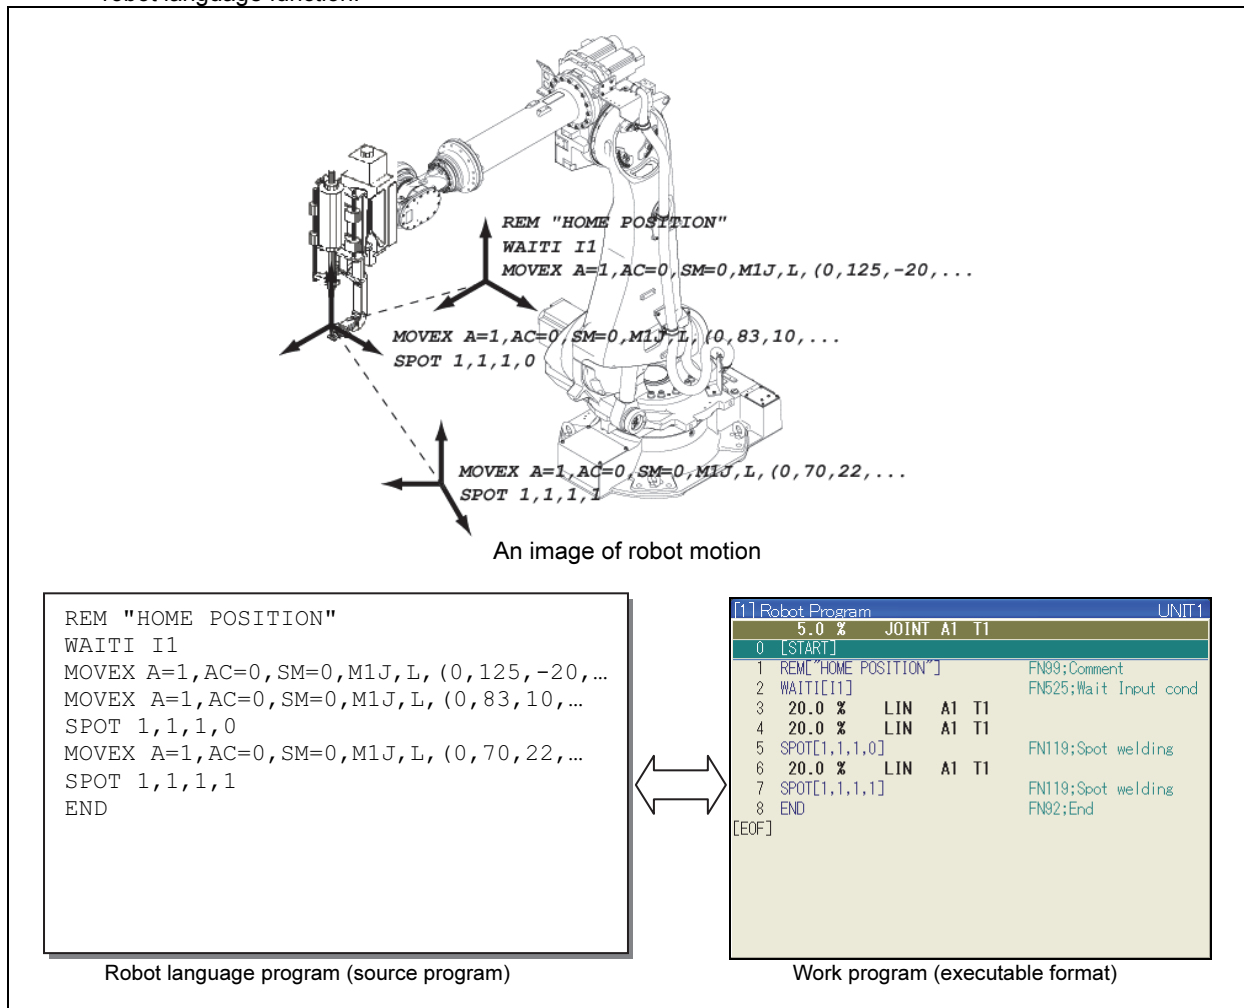 robot language function.
REM "HOME POSITION"
WAITI I1
MOVEX A=1,AC=0,SM=0,M1J,L,(0,125,-20,...
MOVEX A=1,AC=0,SM=0,M1J,L,(0,83,10,...
SPOT 1,1,1,0
MOVEX A=1,AC=0,SM=0,M1J,L,(0,70,22,...
SPOT 1,1,1,1
An image of robot motion
REM "HOME POSITION"
WAITI I1
MOVEX A=1,AC=0,SM=0,M1J,L,(0,125,-20,…
MOVEX A=1,AC=0,SM=0,M1J,L,(0,83,10,…
SPOT 1,1,1,0
MOVEX A=1,AC=0,SM=0,M1J,L,(0,70,22,…
SPOT 1,1,1,1
END
[1] Robot Program UNIT1
5.0 % JOINT A1 T1
0 [START]
1 REM["HOME POSITION"] FN99;Comment
2 WAITI[I1] FN525;Wait Input cond
3 20.0 % LIN A1 T1
4 20.0 % LIN A1 T1
5 SPOT[1,1,1,0] FN119;Spot welding
6 20.0 % LIN A1 T1
7 SPOT[1,1,1,1] FN119;Spot welding
8 END FN92;End
[EOF]
Robot language program (source program)
Work program (executable format)